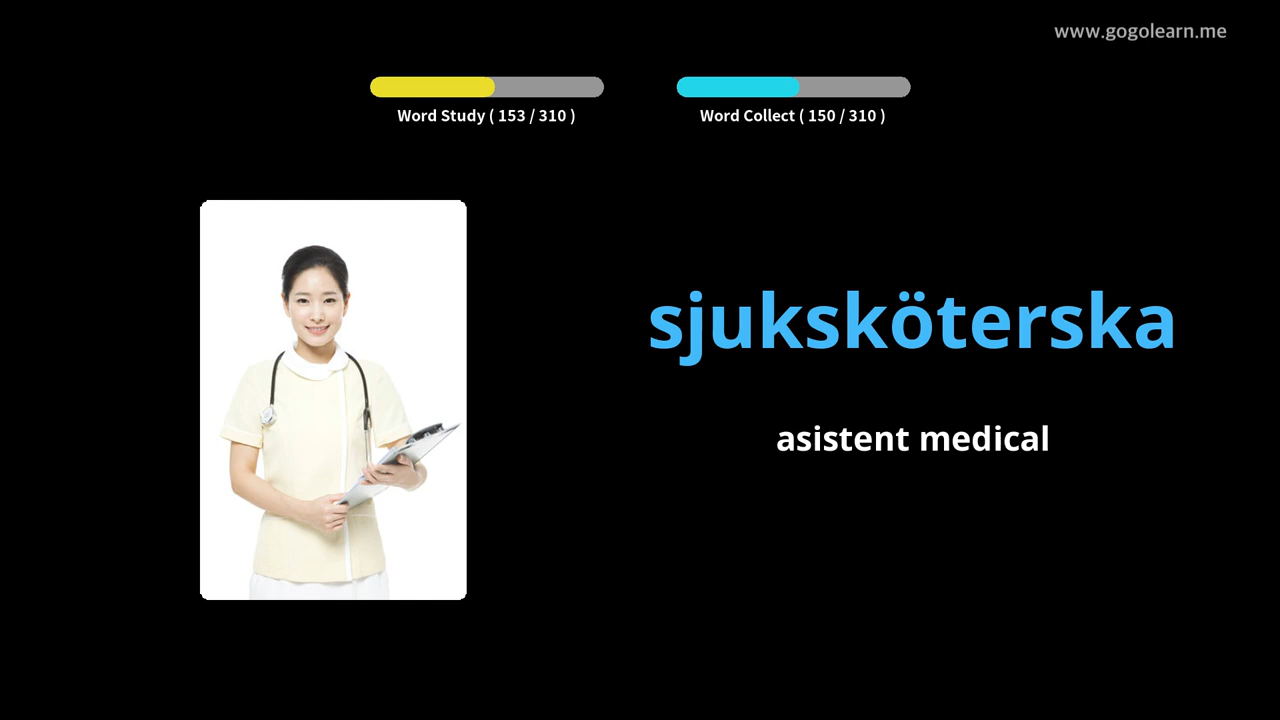 www.gogolearn.me
Word Study ( 153 / 310 )
Word Collect ( 150 / 310 )
sjuksköterska
asistent medical